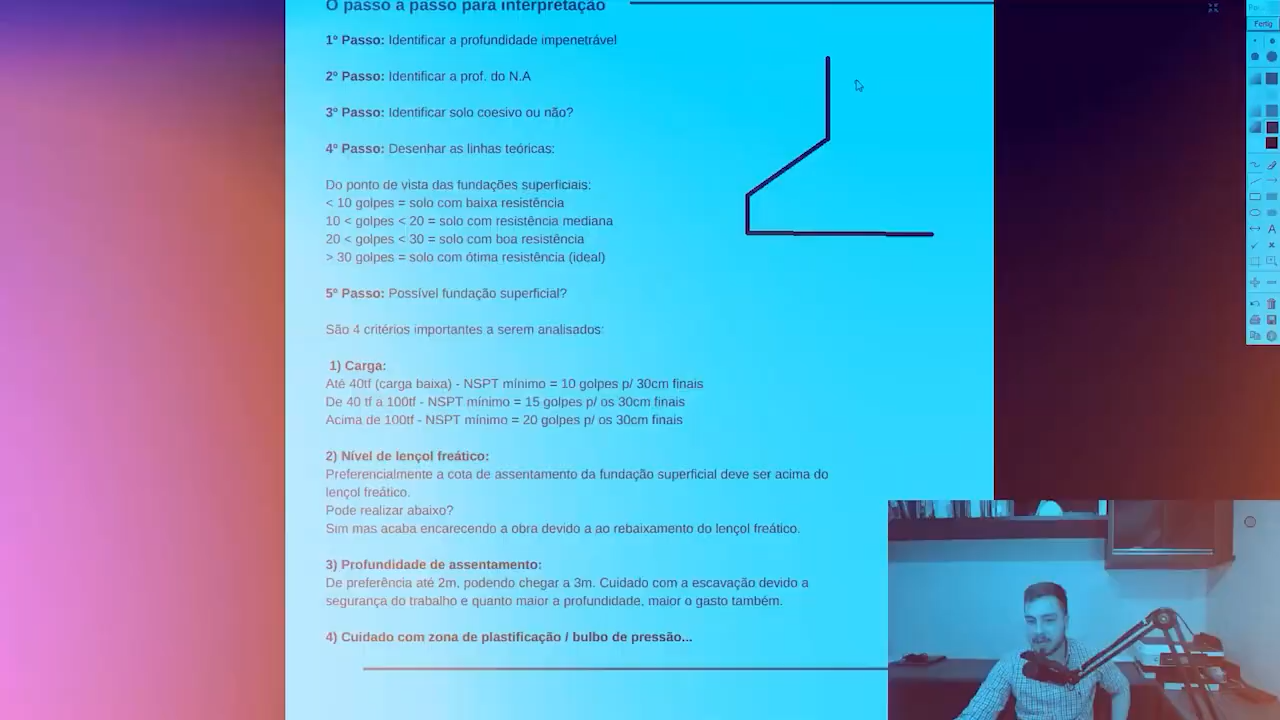 O passo a passo para interpretação
1º Passo: Identificar a profundidade impenetrável
2º Passo: Identificar a prof. do N.A
3º Passo: Identificar solo coesivo ou não?
4º Passo: Desenhar as linhas teóricas:
Do ponto de vista das fundações superficiais:
< 10 golpes = solo com baixa resistência
10 < golpes < 20 = solo com resistência mediana
20 < golpes < 30 = solo com boa resistência
> 30 golpes = solo com ótima resistência (ideal)
5º Passo: Possível fundação superficial?
São 4 critérios importantes a serem analisados:
1) Carga:
Até 40tf (carga baixa) - NSPT mínimo = 10 golpes p/ 30cm finais
De 40 tf a 100tf - NSPT mínimo = 15 golpes p/ os 30cm finais
Acima de 100tf - NSPT mínimo = 20 golpes p/ os 30cm finais
2) Nível de lençol freático:
Preferencialmente a cota de assentamento da fundação superficial deve ser acima do
lençol freático.
Pode realizar abaixo?
Sim mas acaba encarecendo a obra devido a ao rebaixamento do lençol freático.
3) Profundidade de assentamento:
De preferência até 2m, podendo chegar a 3m. Cuidado com a escavação devido a
segurança do trabalho e quanto maior a profundidade, maior o gasto também.
4) Cuidado com zona de plastificação / bulbo de pressão...
Fertig
A